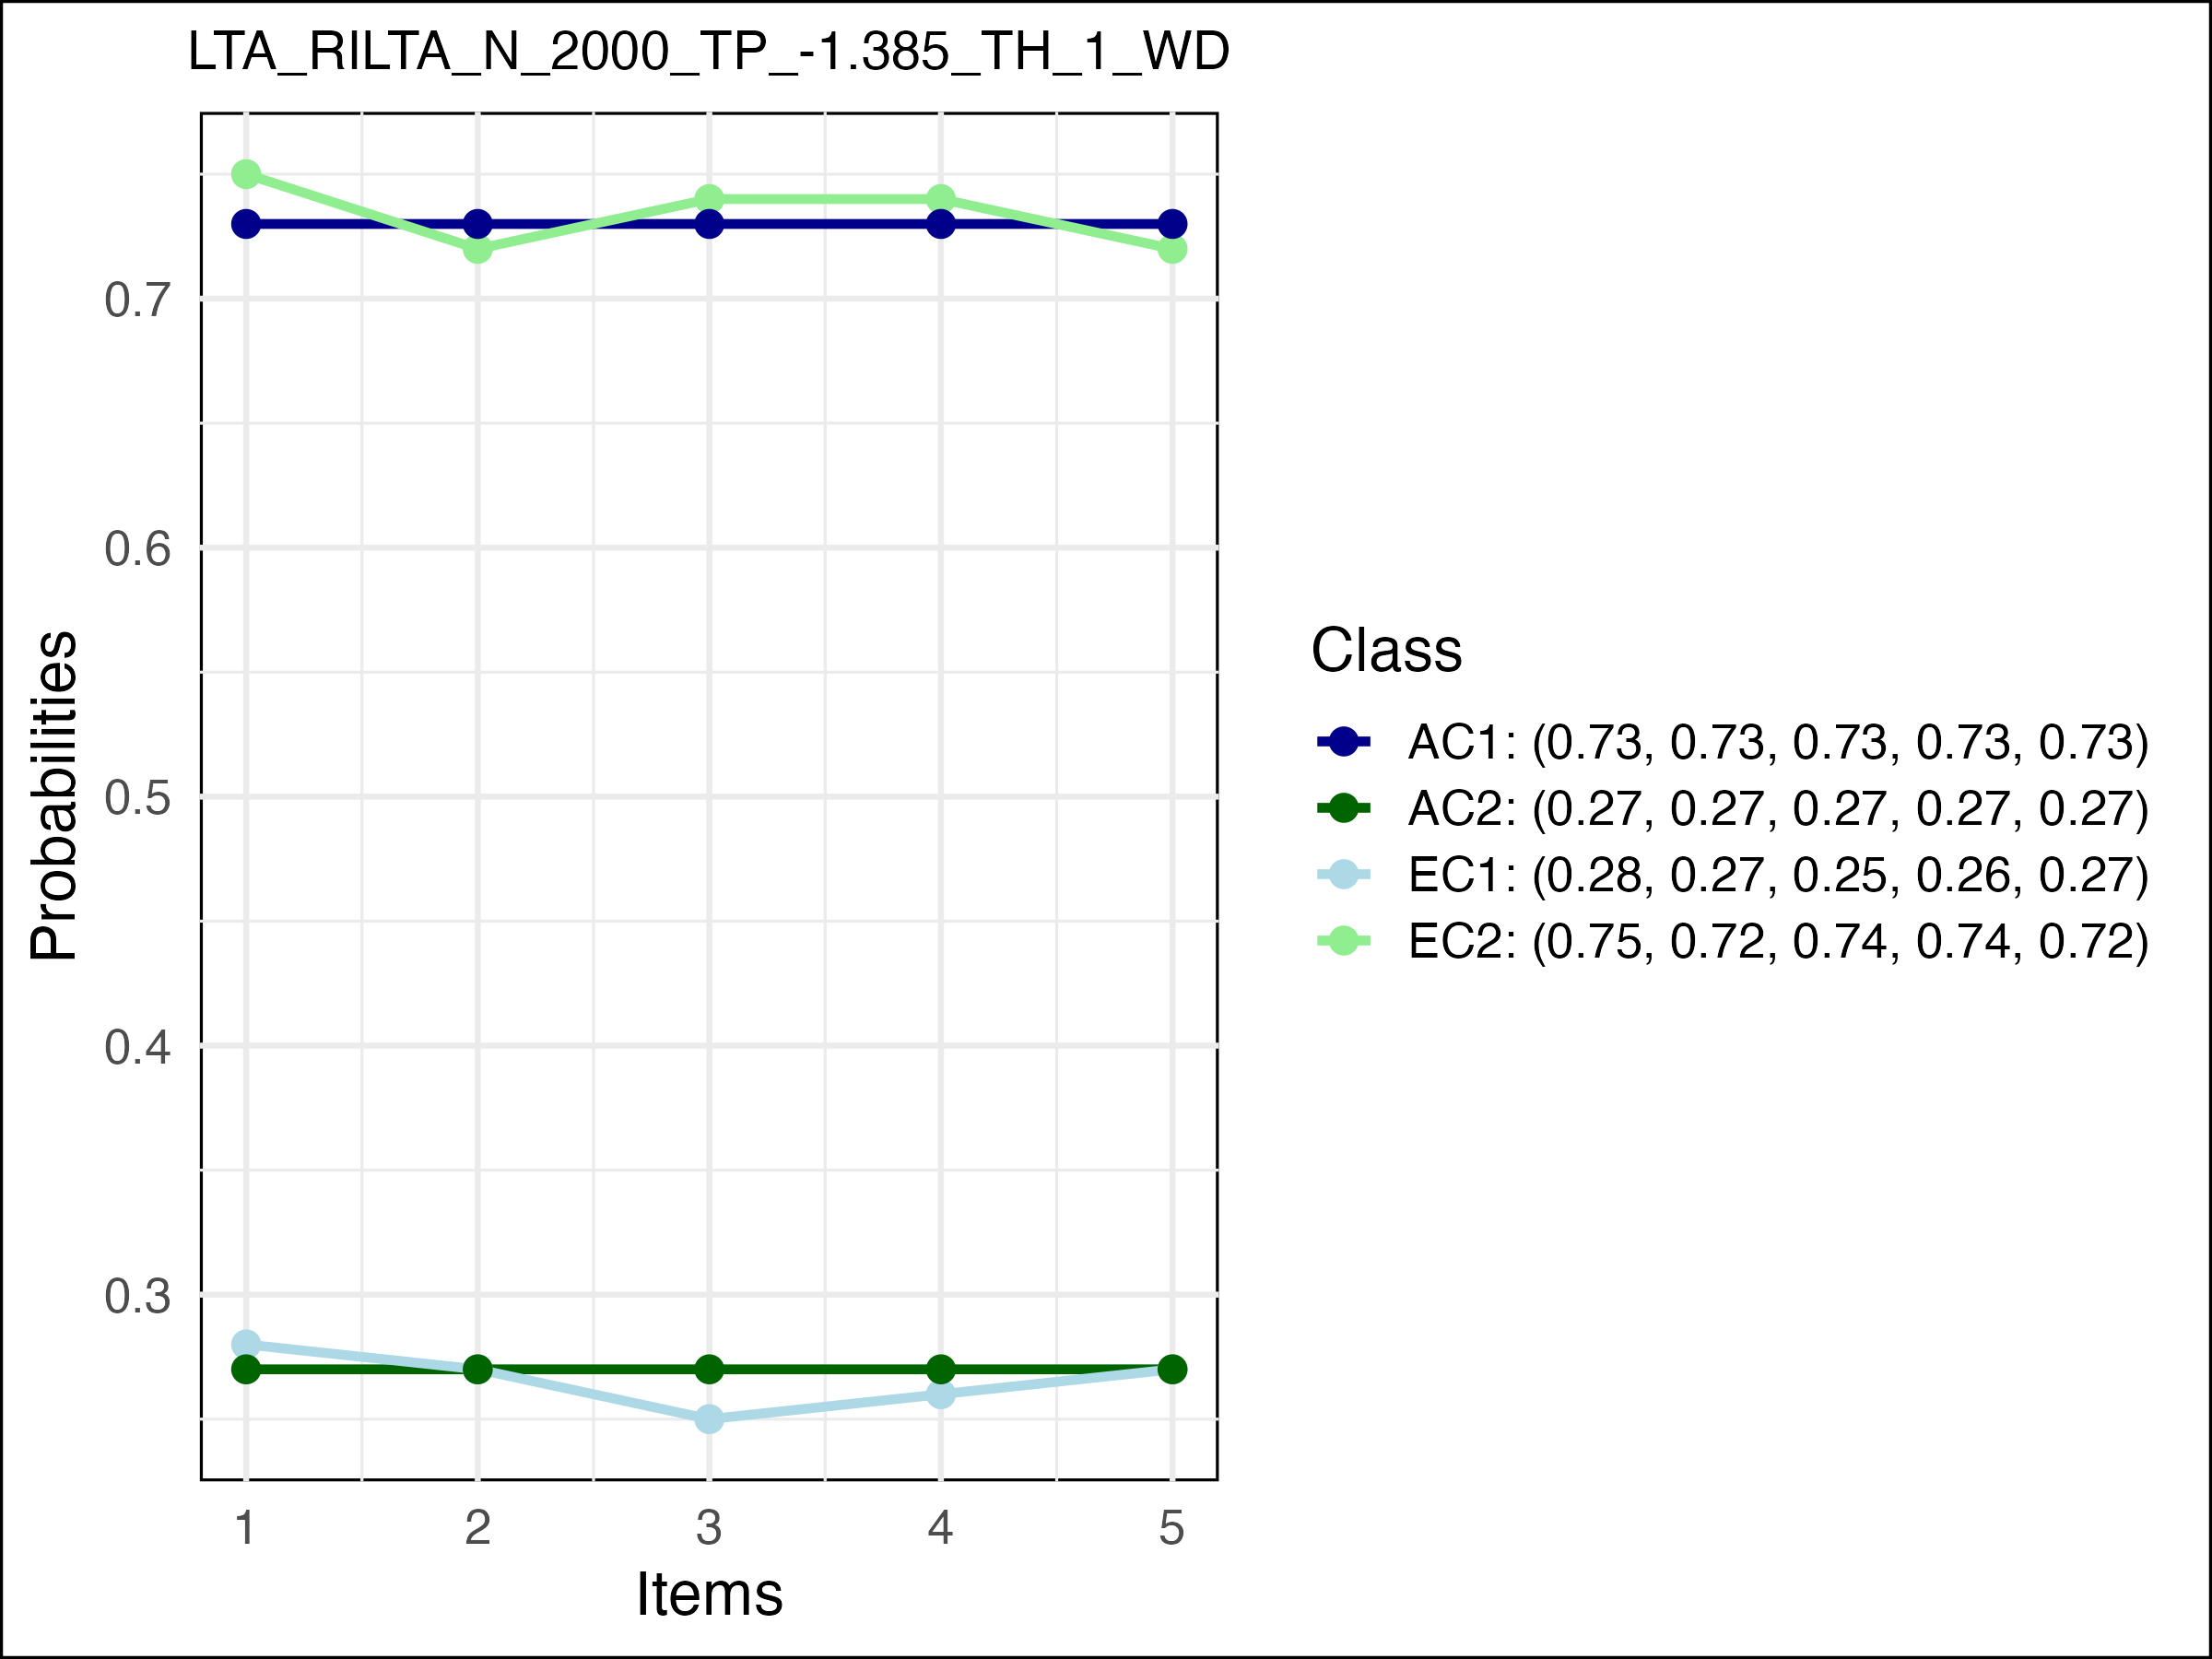 LTA_RILTA_N_2000_TP_-1.385_TH_1_WD
Probabilities
0.7
0.6
0.5
0.4
0.3
1 2 3 4 5
Items
Class
AC1: (0.73, 0.73, 0.73, 0.73, 0.73)
AC2: (0.27, 0.27, 0.27, 0.27, 0.27)
EC1: (0.28, 0.27, 0.25, 0.26, 0.27)
EC2: (0.75, 0.72, 0.74, 0.74, 0.72)